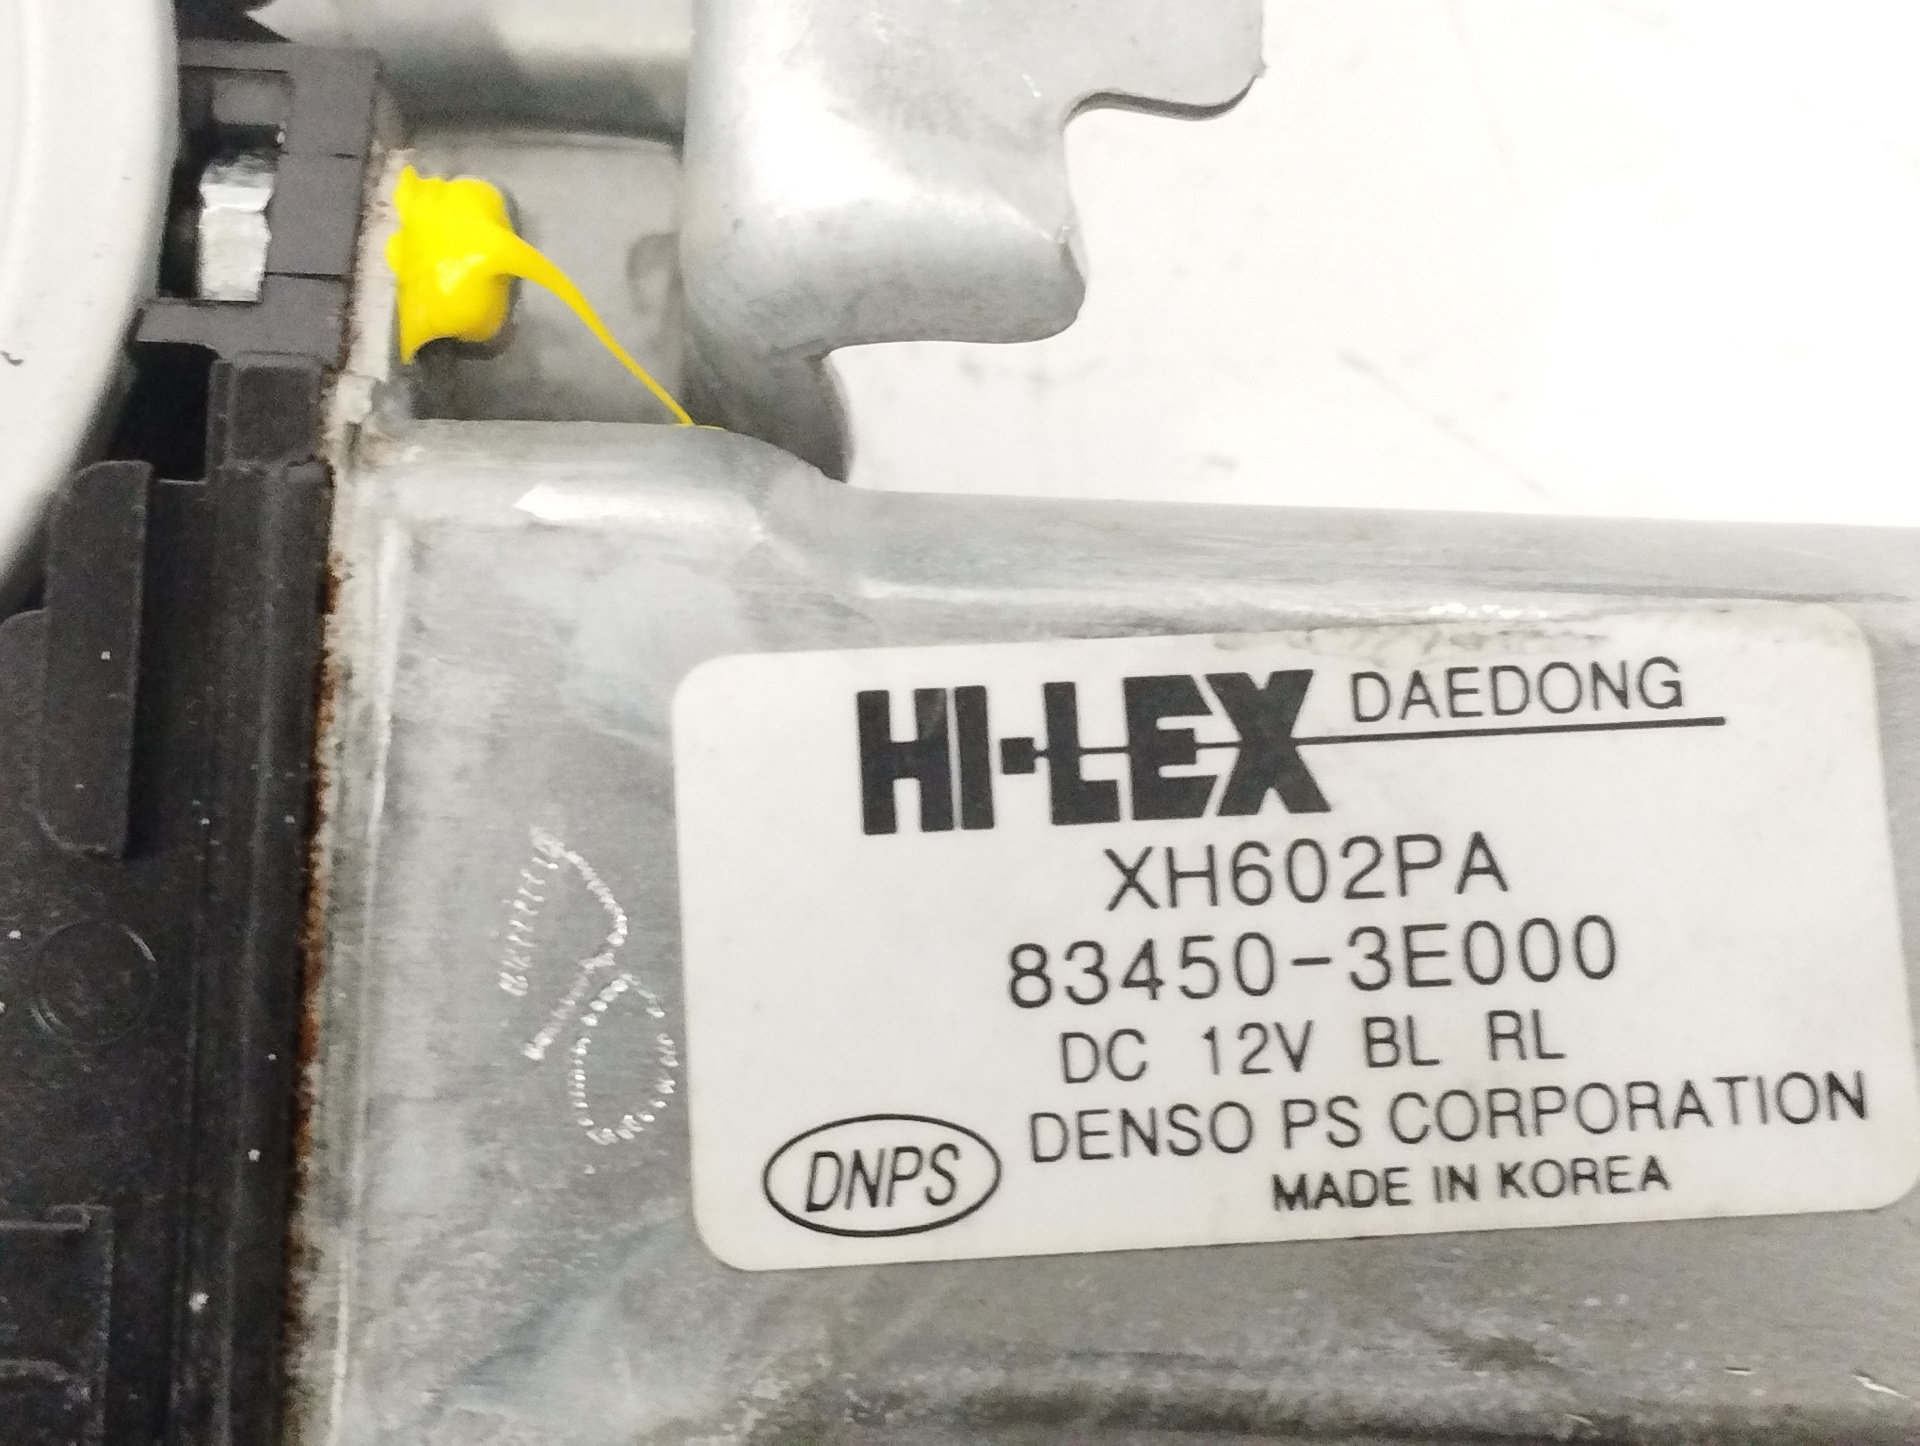 HI-LEX DAEDONG
XH602PA
83450-3E000
DC 12V BL RL
DENSO PS CORPORATION
DNPS
MADE IN KOREA